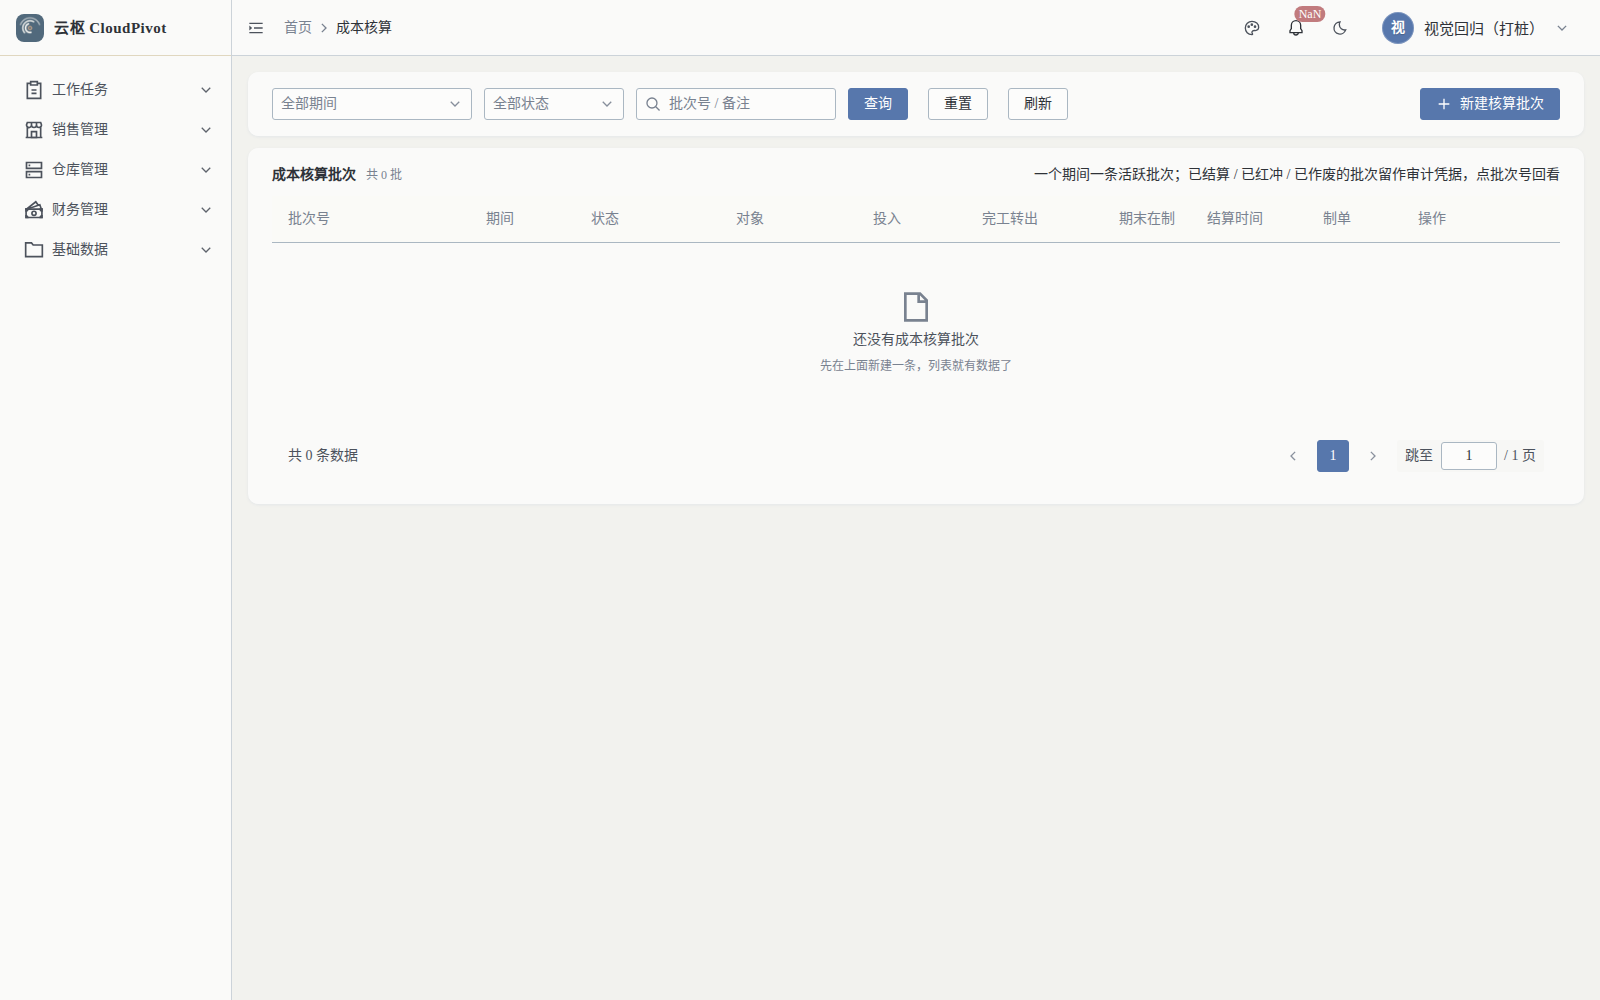 云枢 CloudPivot
首页 > 成本核算
NaN
视 视觉回归（打桩）
工作任务
销售管理
仓库管理
财务管理
基础数据
全部期间 全部状态 批次号 / 备注 查询 重置 刷新 新建核算批次
成本核算批次 共 0 批 一个期间一条活跃批次；已结算 / 已红冲 / 已作废的批次留作审计凭据，点批次号回看
批次号 期间 状态 对象 投入 完工转出 期末在制 结算时间 制单 操作
还没有成本核算批次
先在上面新建一条，列表就有数据了
共 0 条数据 1 跳至 1 / 1 页